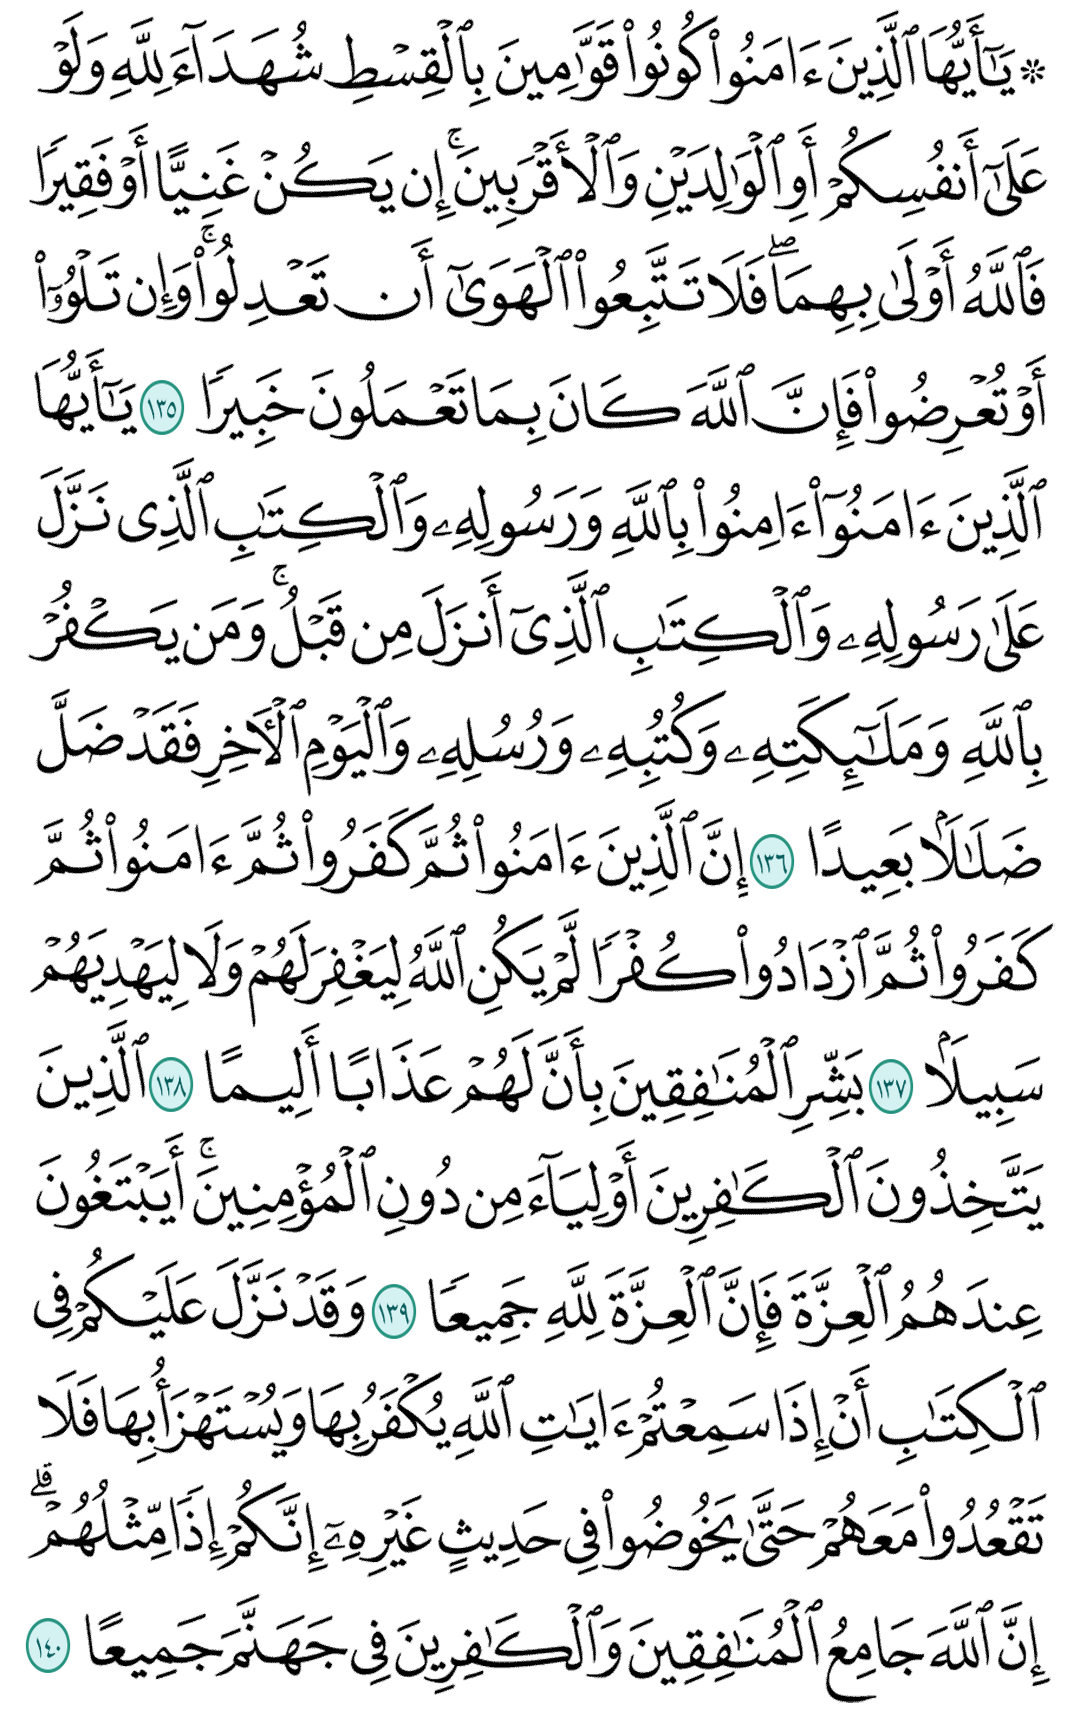 ۞ يَـٰٓأَيُّهَا ٱلَّذِينَ ءَامَنُوا۟ كُونُوا۟ قَوَّٰمِينَ بِٱلْقِسْطِ شُهَدَآءَ لِلَّهِ وَلَوْ
عَلَىٰٓ أَنفُسِكُمْ أَوِ ٱلْوَٰلِدَيْنِ وَٱلْأَقْرَبِينَ ۚ إِن يَكُنْ غَنِيًّا أَوْ فَقِيرًا
فَٱللَّهُ أَوْلَىٰ بِهِمَا ۖ فَلَا تَتَّبِعُوا۟ ٱلْهَوَىٰٓ أَن تَعْدِلُوا۟ ۚ وَإِن تَلْوُۥٓا۟
أَوْ تُعْرِضُوا۟ فَإِنَّ ٱللَّهَ كَانَ بِمَا تَعْمَلُونَ خَبِيرًا ١٣٥ يَـٰٓأَيُّهَا
ٱلَّذِينَ ءَامَنُوٓا۟ ءَامِنُوا۟ بِٱللَّهِ وَرَسُولِهِۦ وَٱلْكِتَـٰبِ ٱلَّذِى نَزَّلَ
عَلَىٰ رَسُولِهِۦ وَٱلْكِتَـٰبِ ٱلَّذِىٓ أَنزَلَ مِن قَبْلُ ۚ وَمَن يَكْفُرْ
بِٱللَّهِ وَمَلَـٰٓئِكَتِهِۦ وَكُتُبِهِۦ وَرُسُلِهِۦ وَٱلْيَوْمِ ٱلْـَٔاخِرِ فَقَدْ ضَلَّ
ضَلَـٰلًۢا بَعِيدًا ١٣٦ إِنَّ ٱلَّذِينَ ءَامَنُوا۟ ثُمَّ كَفَرُوا۟ ثُمَّ ءَامَنُوا۟ ثُمَّ
كَفَرُوا۟ ثُمَّ ٱزْدَادُوا۟ كُفْرًا لَّمْ يَكُنِ ٱللَّهُ لِيَغْفِرَ لَهُمْ وَلَا لِيَهْدِيَهُمْ
سَبِيلًۢا ١٣٧ بَشِّرِ ٱلْمُنَـٰفِقِينَ بِأَنَّ لَهُمْ عَذَابًا أَلِيمًا ١٣٨ ٱلَّذِينَ
يَتَّخِذُونَ ٱلْكَـٰفِرِينَ أَوْلِيَآءَ مِن دُونِ ٱلْمُؤْمِنِينَ ۚ أَيَبْتَغُونَ
عِندَهُمُ ٱلْعِزَّةَ فَإِنَّ ٱلْعِزَّةَ لِلَّهِ جَمِيعًا ١٣٩ وَقَدْ نَزَّلَ عَلَيْكُمْ فِى
ٱلْكِتَـٰبِ أَنْ إِذَا سَمِعْتُمْ ءَايَـٰتِ ٱللَّهِ يُكْفَرُ بِهَا وَيُسْتَهْزَأُ بِهَا فَلَا
تَقْعُدُوا۟ مَعَهُمْ حَتَّىٰ يَخُوضُوا۟ فِى حَدِيثٍ غَيْرِهِۦٓ ۚ إِنَّكُمْ إِذًا مِّثْلُهُمْ ۗ
إِنَّ ٱللَّهَ جَامِعُ ٱلْمُنَـٰفِقِينَ وَٱلْكَـٰفِرِينَ فِى جَهَنَّمَ جَمِيعًا ١٤٠